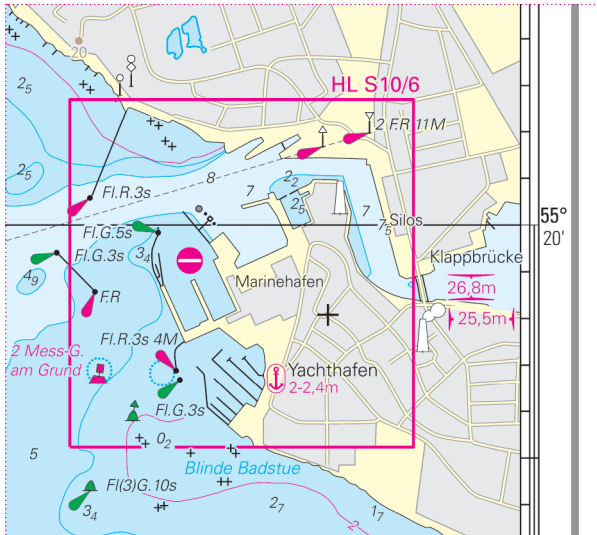 20
2₅
HL S10/6
2 F.R 11M
8
2₂
2₅
7
7
7₅
Silos
Fl.R.3s
2₅
Fl.G.5s
Fl.G.3s
3₄
4₉
F.R
55°
20'
Klappbrücke
26,8m
25,5m
Marinehafen
Fl.R.3s 4M
2 Mess-G.
am Grund
Yachthafen
2-2,4m
Fl.G.3s
0₂
5
Blinde Badstue
Fl(3)G.10s
3₄
2₇
1₇
2